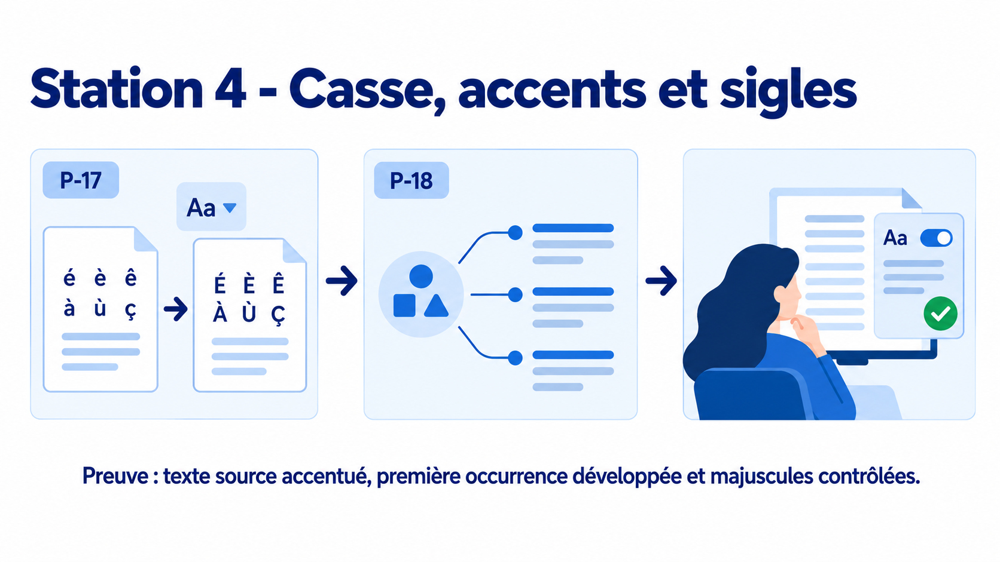 Station 4 - Casse, accents et sigles
P-17
Aa
é è ê
à ù ç
É È Ê
À Ù Ç
P-18
Aa
Preuve : texte source accentué, première occurrence développée et majuscules contrôlées.